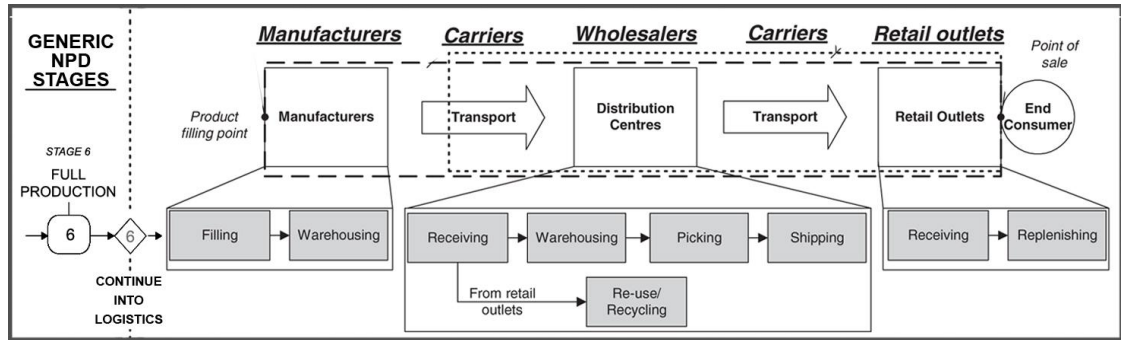 GENERIC
NPD
STAGES
Manufacturers
Carriers
Wholesalers
Carriers
Retail outlets
Point of
sale
Product
filling point
Manufacturers
Transport
Distribution
Centres
Transport
Retail Outlets
End
Consumer
STAGE 6
FULL
PRODUCTION
6
6
CONTINUE
INTO
LOGISTICS
Filling
Warehousing
Receiving
Warehousing
Picking
Shipping
From retail
outlets
Re-use/
Recycling
Receiving
Replenishing